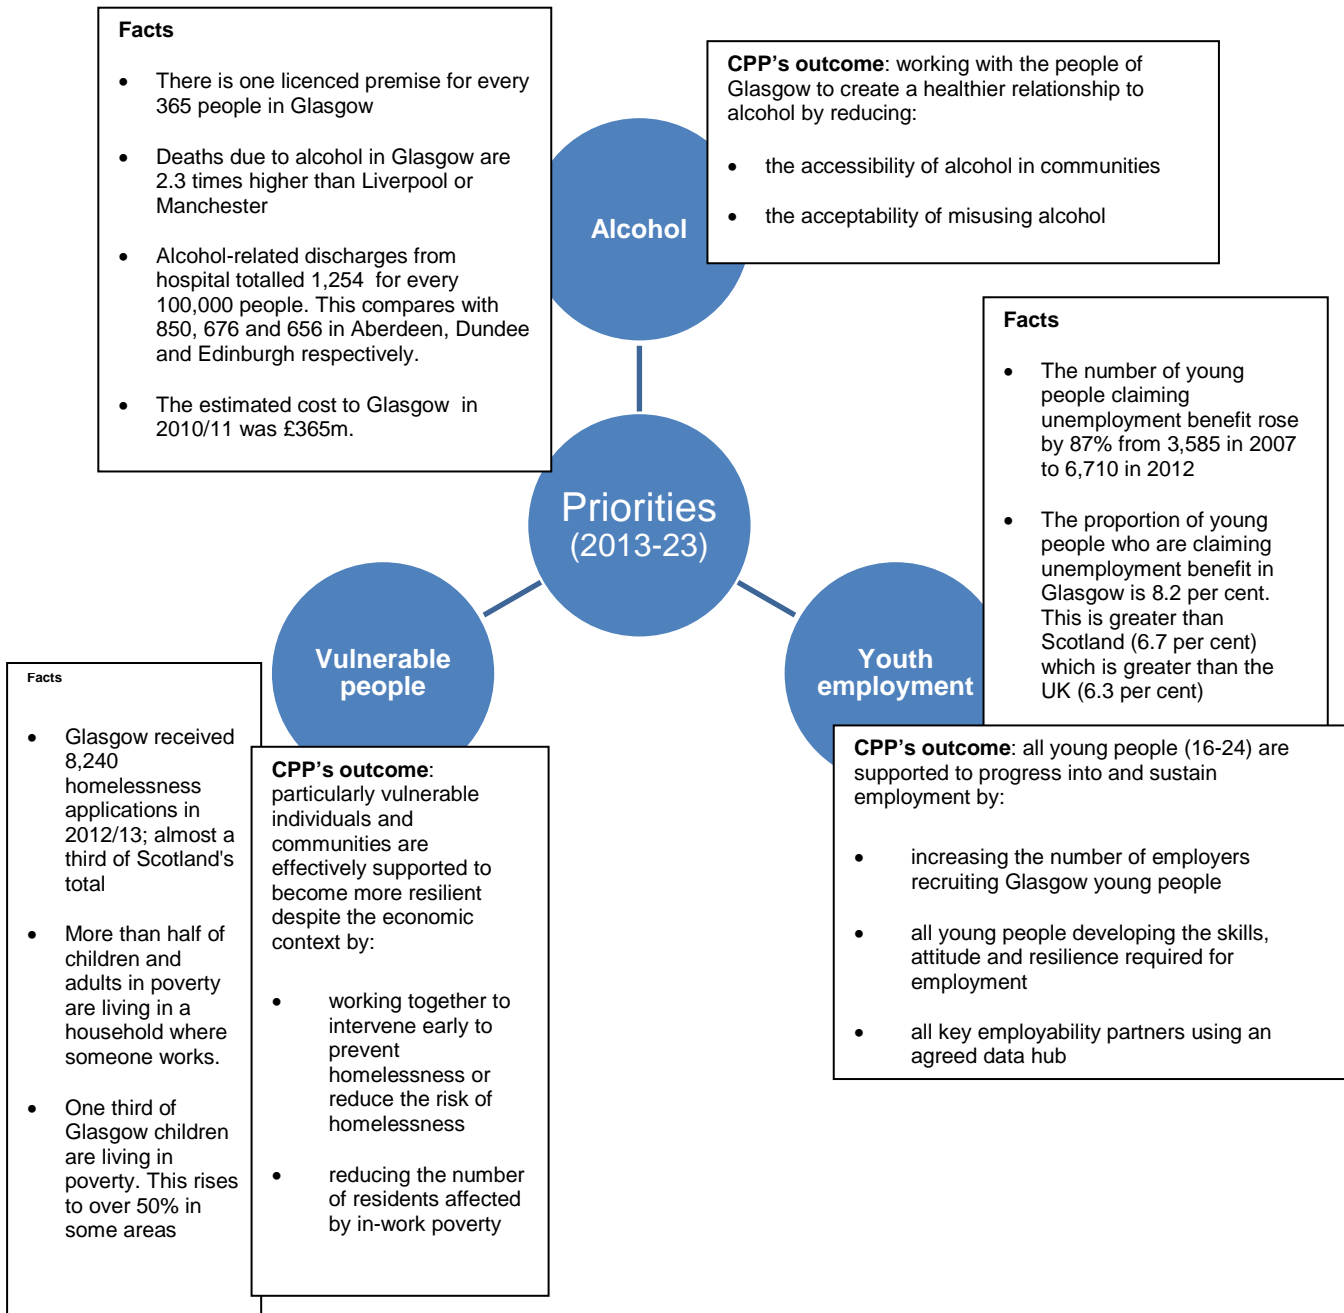 Facts
• There is one licenced premise for every
365 people in Glasgow
• Deaths due to alcohol in Glasgow are
2.3 times higher than Liverpool or
Manchester
• Alcohol-related discharges from
hospital totalled 1,254 for every
100,000 people. This compares with
850, 676 and 656 in Aberdeen, Dundee
and Edinburgh respectively.
• The estimated cost to Glasgow in
2010/11 was £365m.
CPP's outcome: working with the people of
Glasgow to create a healthier relationship to
alcohol by reducing:
• the accessibility of alcohol in communities
• the acceptability of misusing alcohol
Alcohol
Priorities
(2013-23)
Facts
• The number of young
people claiming
unemployment benefit rose
by 87% from 3,585 in 2007
to 6,710 in 2012
• The proportion of young
people who are claiming
unemployment benefit in
Glasgow is 8.2 per cent.
This is greater than
Scotland (6.7 per cent)
which is greater than the
UK (6.3 per cent)
Youth
employment
CPP's outcome: all young people (16-24) are
supported to progress into and sustain
employment by:
• increasing the number of employers
recruiting Glasgow young people
• all young people developing the skills,
attitude and resilience required for
employment
• all key employability partners using an
agreed data hub
Vulnerable
people
Facts
• Glasgow received
8,240
homelessness
applications in
2012/13; almost a
third of Scotland's
total
• More than half of
children and
adults in poverty
are living in a
household where
someone works.
• One third of
Glasgow children
are living in
poverty. This rises
to over 50% in
some areas
CPP's outcome:
particularly vulnerable
individuals and
communities are
effectively supported to
become more resilient
despite the economic
context by:
• working together to
intervene early to
prevent
homelessness or
reduce the risk of
homelessness
• reducing the number
of residents affected
by in-work poverty